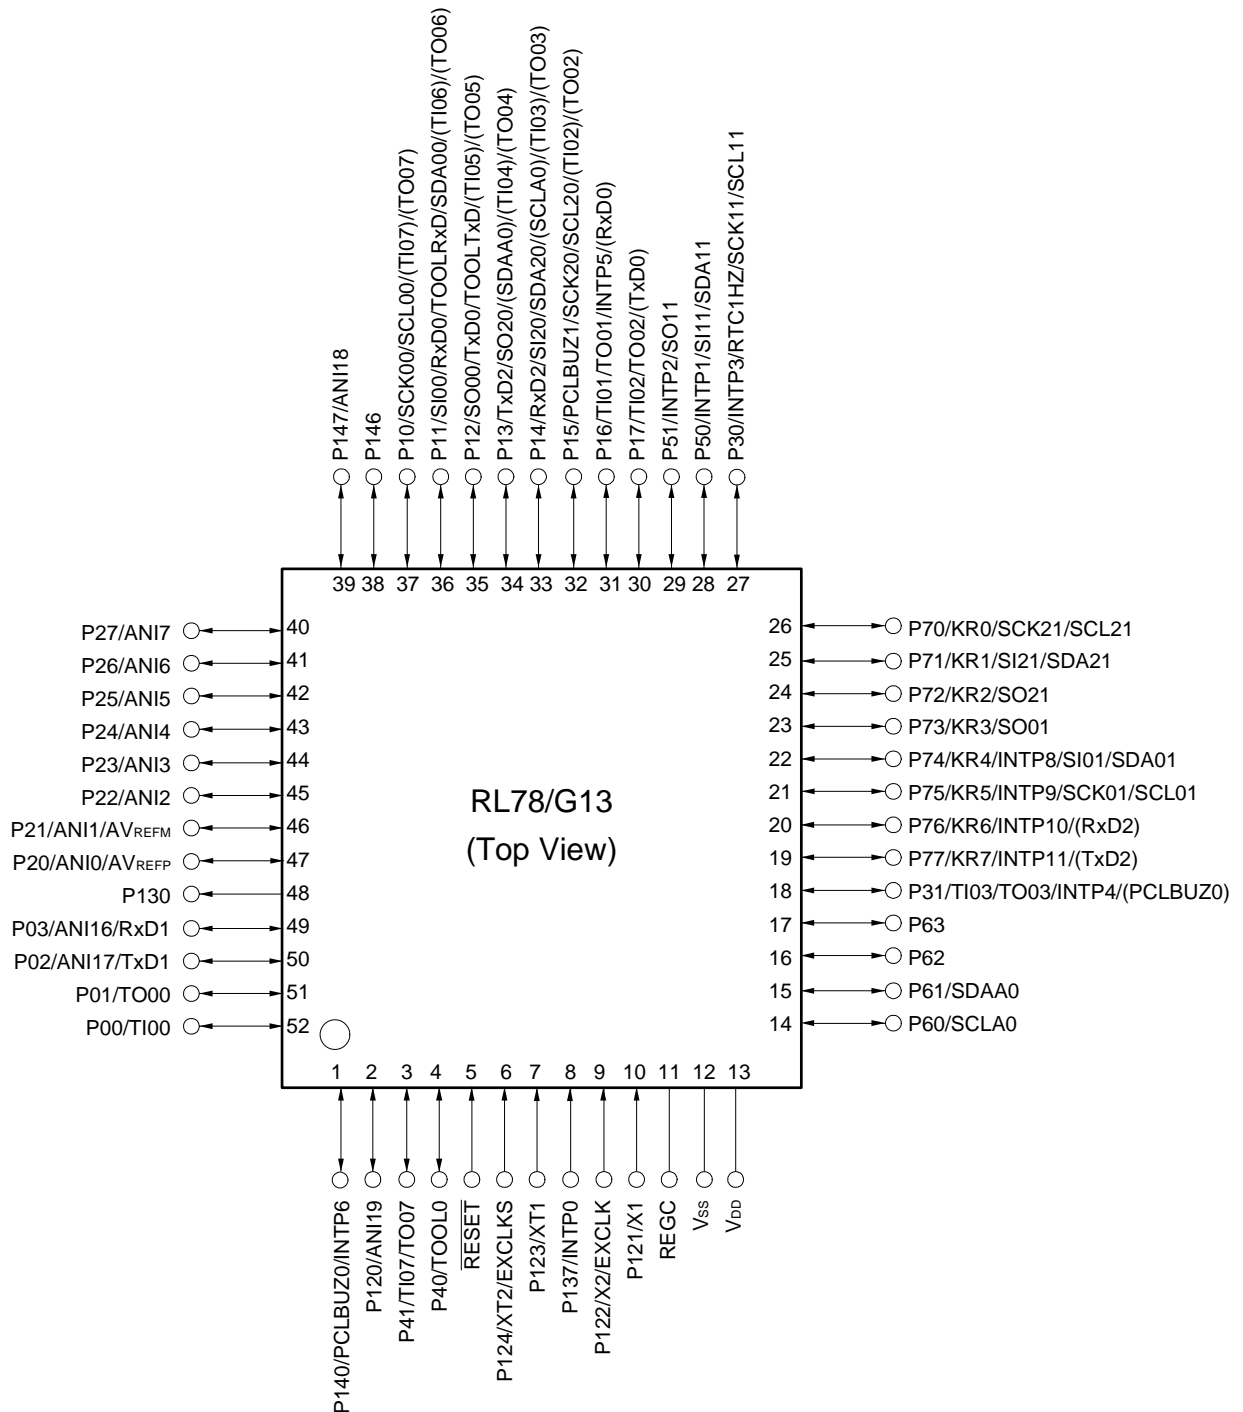 P147/ANI18
P146
P10/SCK00/SCL00/(TI07)/(TO07)
P11/SI00/RxD0/TOOLRxD/SDA00/(TI06)/(TO06)
P12/SO00/TxD0/TOOLTxD/(TI05)/(TO05)
P13/TxD2/SO20/(SDAA0)/(TI04)/(TO04)
P14/RxD2/SI20/SDA20/(SCLA0)/(TI03)/(TO03)
P15/PCLBUZ1/SCK20/SCL20/(TI02)/(TO02)
P16/TI01/TO01/INTP5/(RxD0)
P17/TI02/TO02/(TxD0)
P51/INTP2/SO11
P50/INTP1/SI11/SDA11
P30/INTP3/RTC1HZ/SCK11/SCL11
39 38 37 36 35 34 33 32 31 30 29 28 27
P27/ANI7 40
P26/ANI6 41
P25/ANI5 42
P24/ANI4 43
P23/ANI3 44
P22/ANI2 45
P21/ANI1/AVREFM 46
P20/ANI0/AVREFP 47
P130 48
P03/ANI16/RxD1 49
P02/ANI17/TxD1 50
P01/TO00 51
P00/TI00 52
RL78/G13
(Top View)
26 P70/KR0/SCK21/SCL21
25 P71/KR1/SI21/SDA21
24 P72/KR2/SO21
23 P73/KR3/SO01
22 P74/KR4/INTP8/SI01/SDA01
21 P75/KR5/INTP9/SCK01/SCL01
20 P76/KR6/INTP10/(RxD2)
19 P77/KR7/INTP11/(TxD2)
18 P31/TI03/TO03/INTP4/(PCLBUZ0)
17 P63
16 P62
15 P61/SDAA0
14 P60/SCLA0
1 2 3 4 5 6 7 8 9 10 11 12 13
P140/PCLBUZ0/INTP6
P120/ANI19
P41/TI07/TO07
P40/TOOL0
RESET
P124/XT2/EXCLKS
P123/XT1
P137/INTP0
P122/X2/EXCLK
P121/X1
REGC
VSS
VDD